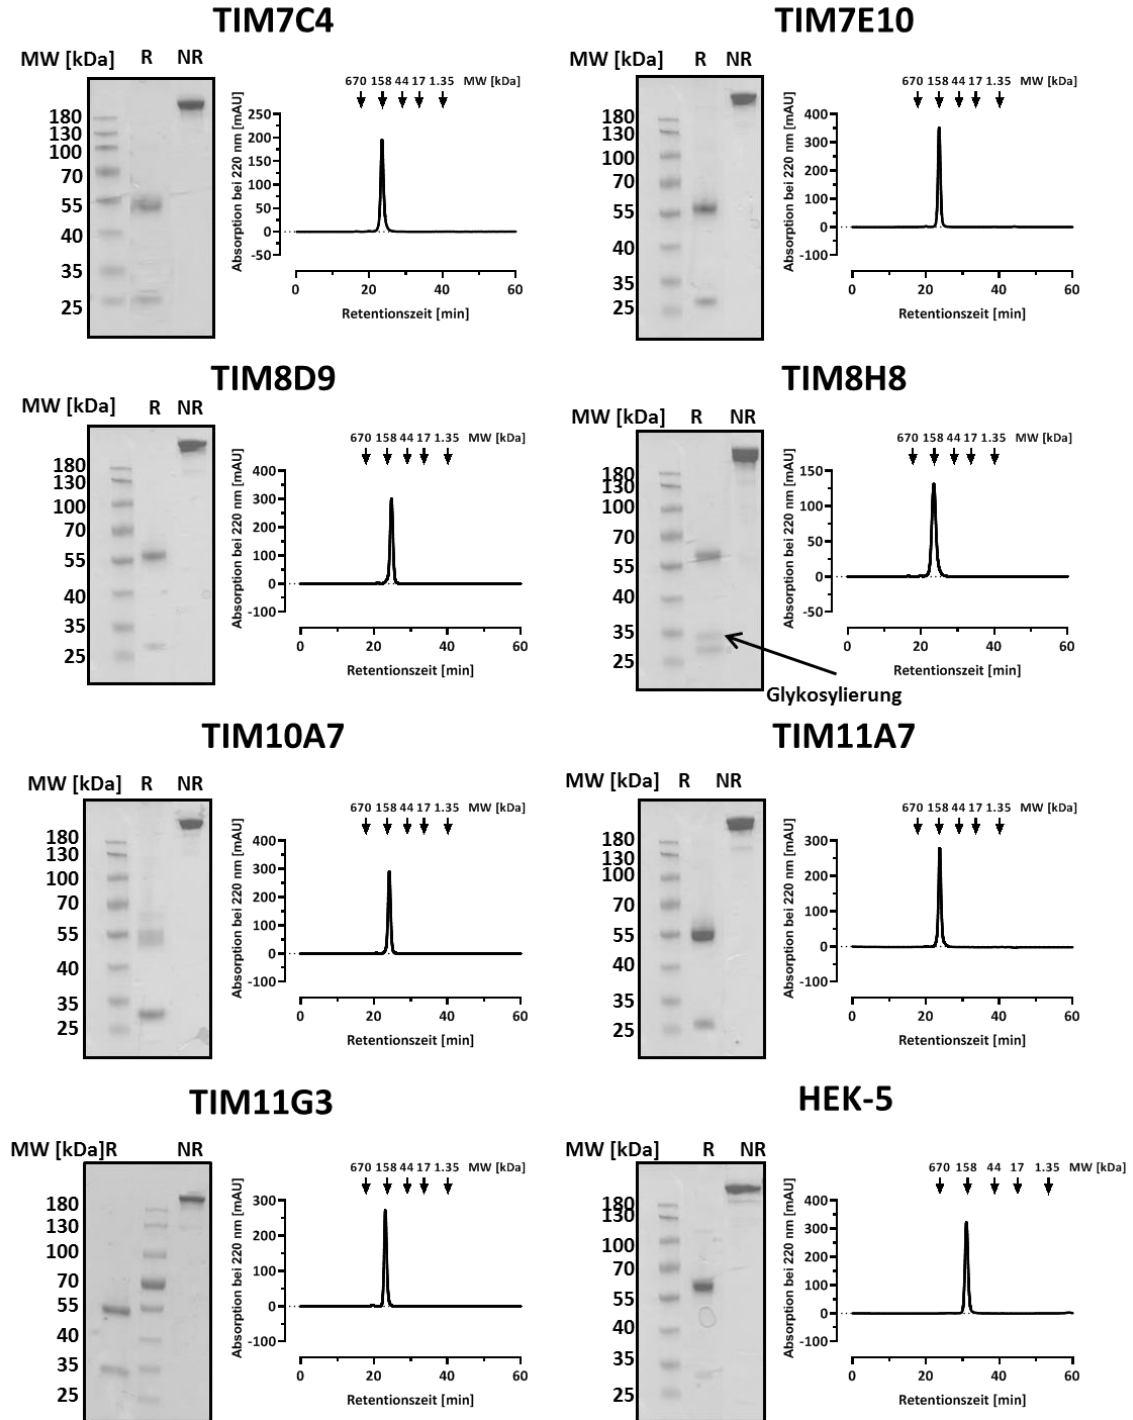 TIM7C4
MW [kDa] R NR
180
130
100
70
55
40
35
25
670 158 44 17 1.35 MW [kDa]
Absorption bei 220 nm [mAU]
250
200
150
100
50
0
-50
0 20 40 60
Retentionszeit [min]
TIM7E10
MW [kDa] R NR
180
130
100
70
55
40
35
25
670 158 44 17 1.35 MW [kDa]
Absorption bei 220 nm [mAU]
400
300
200
100
0
-100
0 20 40 60
Retentionszeit [min]
TIM8D9
MW [kDa] R NR
180
130
100
70
55
40
35
25
670 158 44 17 1.35 MW [kDa]
Absorption bei 220 nm [mAU]
400
300
200
100
0
-100
0 20 40 60
Retentionszeit [min]
TIM8H8
MW [kDa] R NR
180
130
100
70
55
40
35
25
Glykosylierung
670 158 44 17 1.35 MW [kDa]
Absorption bei 220 nm [mAU]
150
100
50
0
-50
0 20 40 60
Retentionszeit [min]
TIM10A7
MW [kDa] R NR
180
130
100
70
55
40
35
25
670 158 44 17 1.35 MW [kDa]
Absorption bei 220 nm [mAU]
400
300
200
100
0
-100
0 20 40 60
Retentionszeit [min]
TIM11A7
MW [kDa] R NR
180
130
100
70
55
40
35
25
670 158 44 17 1.35 MW [kDa]
Absorption bei 220 nm [mAU]
300
200
100
0
-100
0 20 40 60
Retentionszeit [min]
TIM11G3
MW [kDa]R NR
180
130
100
70
55
40
35
25
670 158 44 17 1.35 MW [kDa]
Absorption bei 220 nm [mAU]
300
200
100
0
-100
0 20 40 60
Retentionszeit [min]
HEK-5
MW [kDa] R NR
180
130
100
70
55
40
35
25
670 158 44 17 1.35 MW [kDa]
Absorption bei 220 nm [mAU]
400
300
200
100
0
-100
0 20 40 60
Retentionszeit [min]